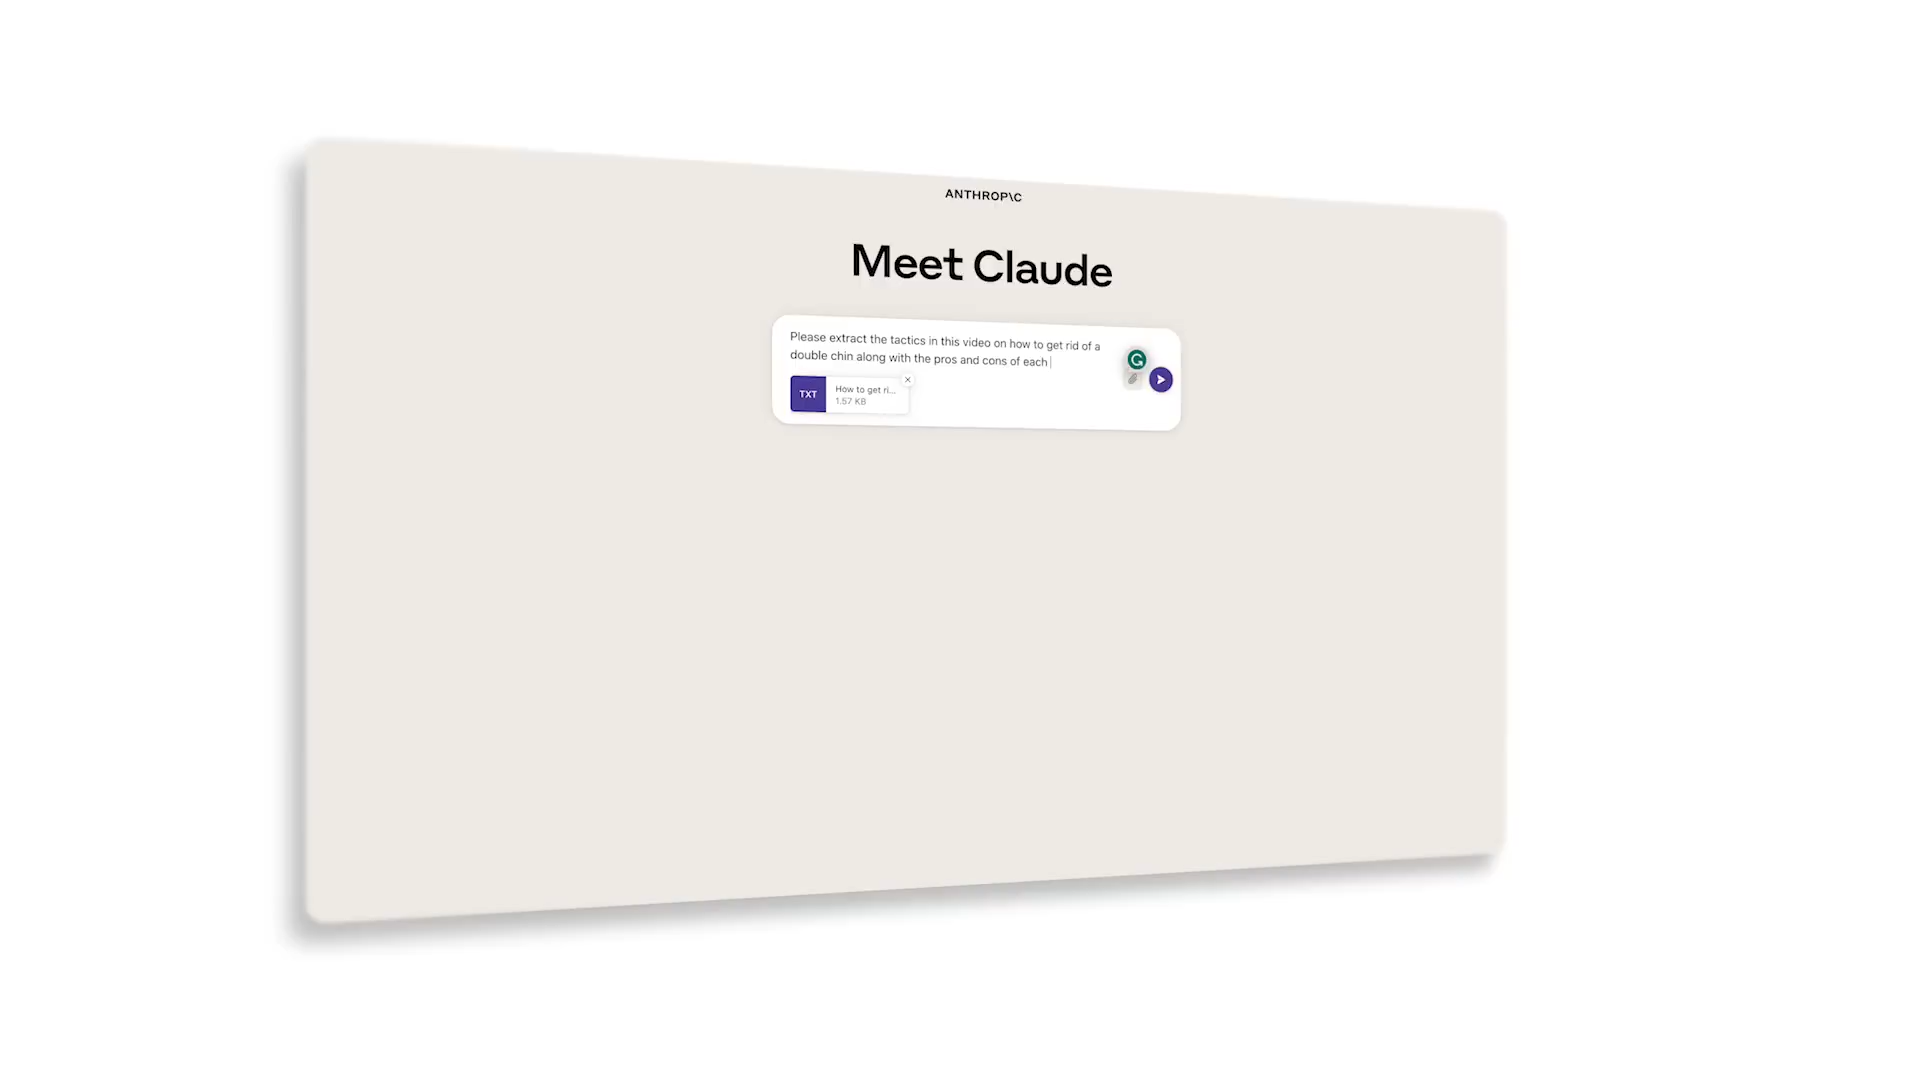 ANTHROP\C
Meet Claude
Please extract the tactics in this video on how to get rid of a
double chin along with the pros and cons of each
TXT
How to get ri...
1.57 KB